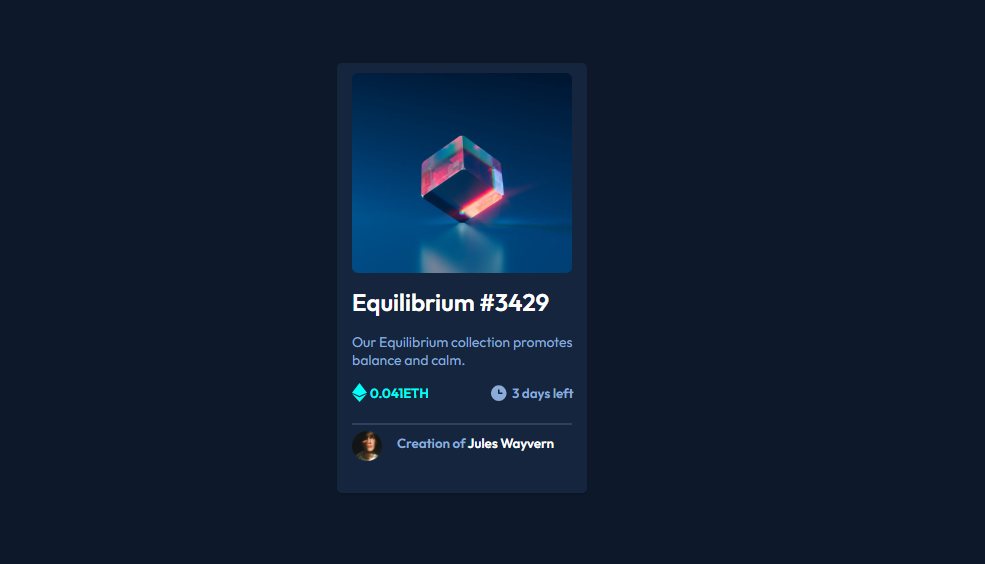 Equilibrium #3429
Our Equilibrium collection promotes
balance and calm.
0.041ETH 3 days left
Creation of Jules Wayvern